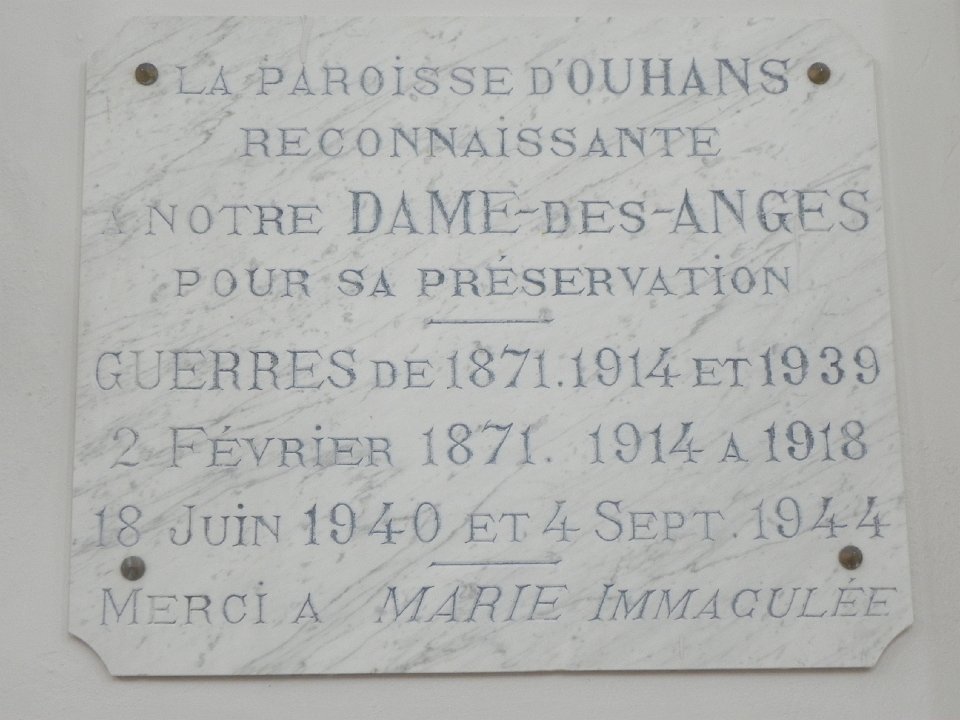 LA PAROISSE D'OUHANS
RECONNAISSANTE
A NOTRE DAME-DES-ANGES
POUR SA PRÉSERVATION
GUERRES DE 1871.1914 ET 1939
2 FÉVRIER 1871. 1914 A 1918
18 JUIN 1940 ET 4 SEPT. 1944
MERCI A MARIE IMMACULÉE